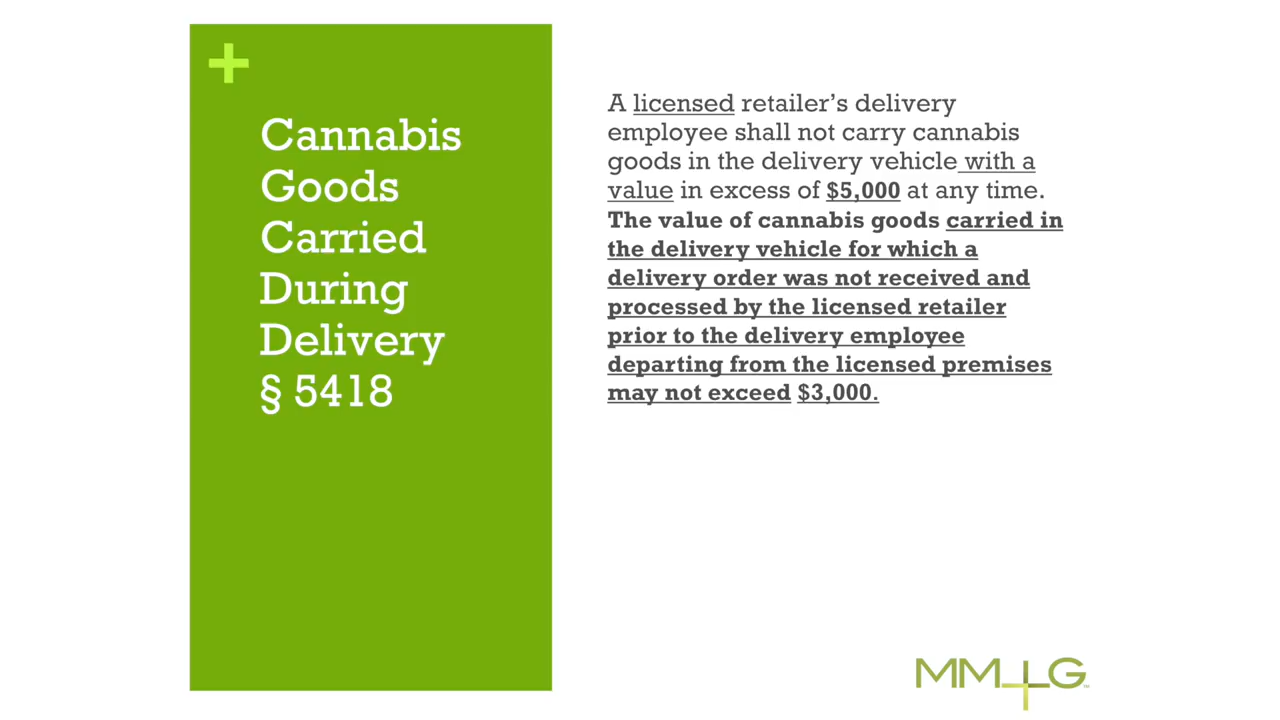 +
Cannabis
Goods
Carried
During
Delivery
§ 5418
A licensed retailer’s delivery
employee shall not carry cannabis
goods in the delivery vehicle with a
value in excess of $5,000 at any time.
The value of cannabis goods carried in
the delivery vehicle for which a
delivery order was not received and
processed by the licensed retailer
prior to the delivery employee
departing from the licensed premises
may not exceed $3,000.
MMLG™